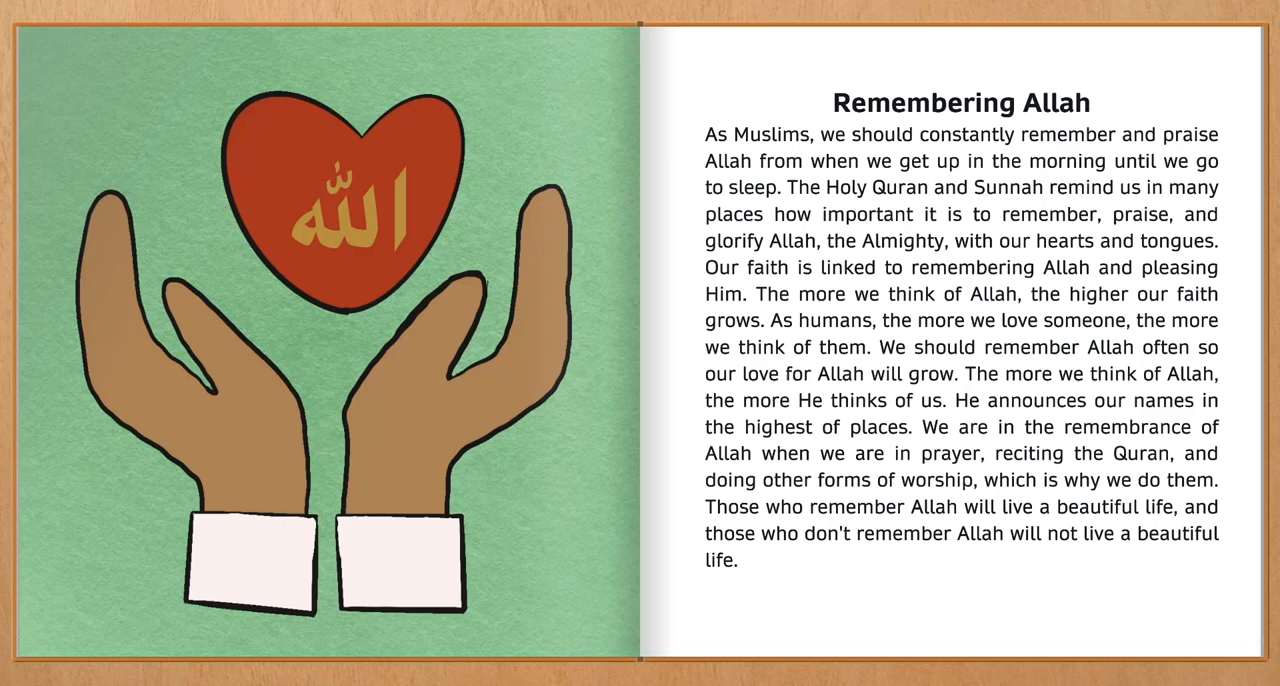 الله
Remembering Allah
As Muslims, we should constantly remember and praise
Allah from when we get up in the morning until we go
to sleep. The Holy Quran and Sunnah remind us in many
places how important it is to remember, praise, and
glorify Allah, the Almighty, with our hearts and tongues.
Our faith is linked to remembering Allah and pleasing
Him. The more we think of Allah, the higher our faith
grows. As humans, the more we love someone, the more
we think of them. We should remember Allah often so
our love for Allah will grow. The more we think of Allah,
the more He thinks of us. He announces our names in
the highest of places. We are in the remembrance of
Allah when we are in prayer, reciting the Quran, and
doing other forms of worship, which is why we do them.
Those who remember Allah will live a beautiful life, and
those who don't remember Allah will not live a beautiful
life.